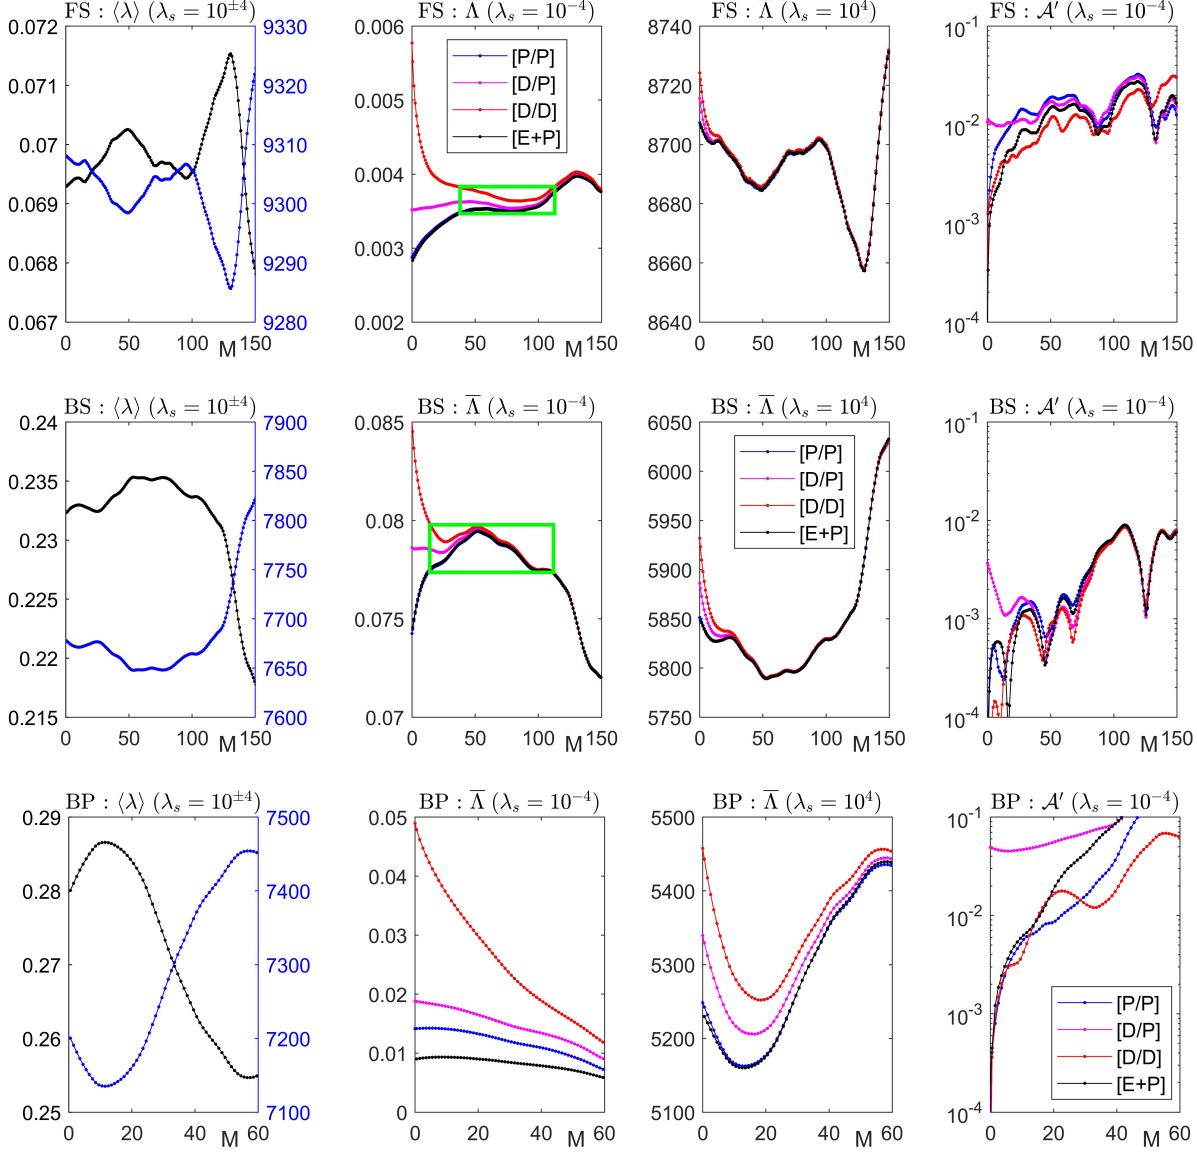 FS : ⟨λ⟩ (λs = 10±4)
FS : Λ̅ (λs = 10-4)
FS : Λ̅ (λs = 104)
FS : 𝒜′ (λs = 10-4)
0.072 0.071 0.07 0.069 0.068 0.067
9330 9320 9310 9300 9290 9280
0 50 100 M 150
0.006 0.005 0.004 0.003 0.002
[P/P]
[D/P]
[D/D]
[E+P]
0 50 100 M 150
8740 8720 8700 8680 8660 8640
0 50 100 M 150
10-1 10-2 10-3 10-4
0 50 100 M 150
BS : ⟨λ⟩ (λs = 10±4)
BS : Λ̅ (λs = 10-4)
BS : Λ̅ (λs = 104)
BS : 𝒜′ (λs = 10-4)
0.24 0.235 0.23 0.225 0.22 0.215
7900 7850 7800 7750 7700 7650 7600
0 50 100 M 150
0.085 0.08 0.075 0.07
0 50 100 M 150
6050 6000 5950 5900 5850 5800 5750
[P/P]
[D/P]
[D/D]
[E+P]
0 50 100 M 150
10-1 10-2 10-3 10-4
0 50 100 M 150
BP : ⟨λ⟩ (λs = 10±4)
BP : Λ̅ (λs = 10-4)
BP : Λ̅ (λs = 104)
BP : 𝒜′ (λs = 10-4)
0.29 0.28 0.27 0.26 0.25
7500 7400 7300 7200 7100
0 20 40 M 60
0.05 0.04 0.03 0.02 0.01 0
0 20 40 M 60
5500 5400 5300 5200 5100
0 20 40 M 60
10-1 10-2 10-3 10-4
[P/P]
[D/P]
[D/D]
[E+P]
0 20 40 M 60